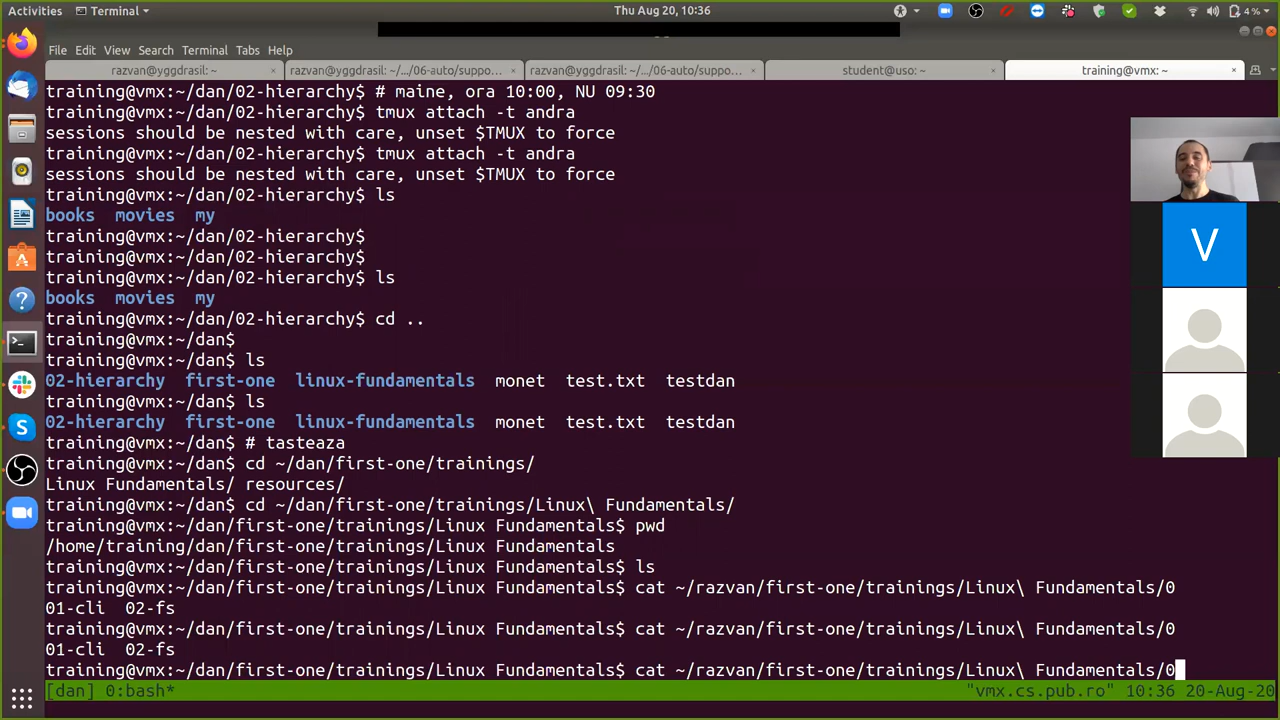 Activities Terminal Thu Aug 20, 10:36 4 %
File Edit View Search Terminal Tabs Help
razvan@yggdrasil: ~ × razvan@yggdrasil: ~/.../06-auto/suppo... × razvan@yggdrasil: ~/.../06-auto/suppo... × student@uso: ~ × training@vmx: ~ ×
training@vmx:~/dan/02-hierarchy$ # maine, ora 10:00, NU 09:30
training@vmx:~/dan/02-hierarchy$ tmux attach -t andra
sessions should be nested with care, unset $TMUX to force
training@vmx:~/dan/02-hierarchy$ tmux attach -t andra
sessions should be nested with care, unset $TMUX to force
training@vmx:~/dan/02-hierarchy$ ls
books movies my
training@vmx:~/dan/02-hierarchy$
training@vmx:~/dan/02-hierarchy$
training@vmx:~/dan/02-hierarchy$ ls
books movies my
training@vmx:~/dan/02-hierarchy$ cd ..
training@vmx:~/dan$
training@vmx:~/dan$ ls
02-hierarchy first-one linux-fundamentals monet test.txt testdan
training@vmx:~/dan$ ls
02-hierarchy first-one linux-fundamentals monet test.txt testdan
training@vmx:~/dan$ # tasteaza
training@vmx:~/dan$ cd ~/dan/first-one/trainings/
Linux Fundamentals/ resources/
training@vmx:~/dan$ cd ~/dan/first-one/trainings/Linux\ Fundamentals/
training@vmx:~/dan/first-one/trainings/Linux Fundamentals$ pwd
/home/training/dan/first-one/trainings/Linux Fundamentals
training@vmx:~/dan/first-one/trainings/Linux Fundamentals$ ls
training@vmx:~/dan/first-one/trainings/Linux Fundamentals$ cat ~/razvan/first-one/trainings/Linux\ Fundamentals/0
01-cli 02-fs
training@vmx:~/dan/first-one/trainings/Linux Fundamentals$ cat ~/razvan/first-one/trainings/Linux\ Fundamentals/0
01-cli 02-fs
training@vmx:~/dan/first-one/trainings/Linux Fundamentals$ cat ~/razvan/first-one/trainings/Linux\ Fundamentals/0
[dan] 0:bash* "vmx.cs.pub.ro" 10:36 20-Aug-20
V